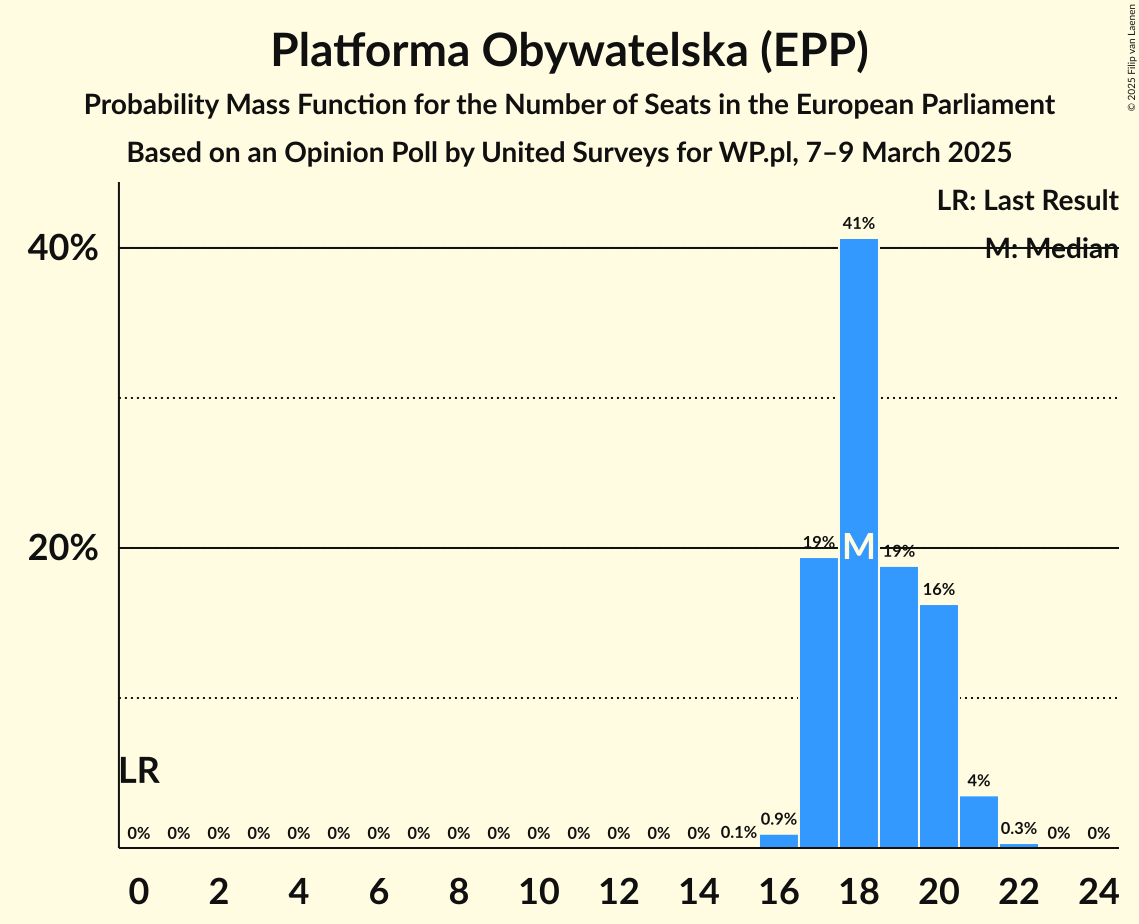 Platforma Obywatelska (EPP)
Probability Mass Function for the Number of Seats in the European Parliament
Based on an Opinion Poll by United Surveys for WP.pl, 7–9 March 2025
© 2025 Filip van Laenen
LR: Last Result
M: Median
40%
20%
41%
19%
M
19%
16%
LR
4%
0% 0% 0% 0% 0% 0% 0% 0% 0% 0% 0% 0% 0% 0% 0% 0.1% 0.9% 0.3% 0% 0%
0 2 4 6 8 10 12 14 16 18 20 22 24